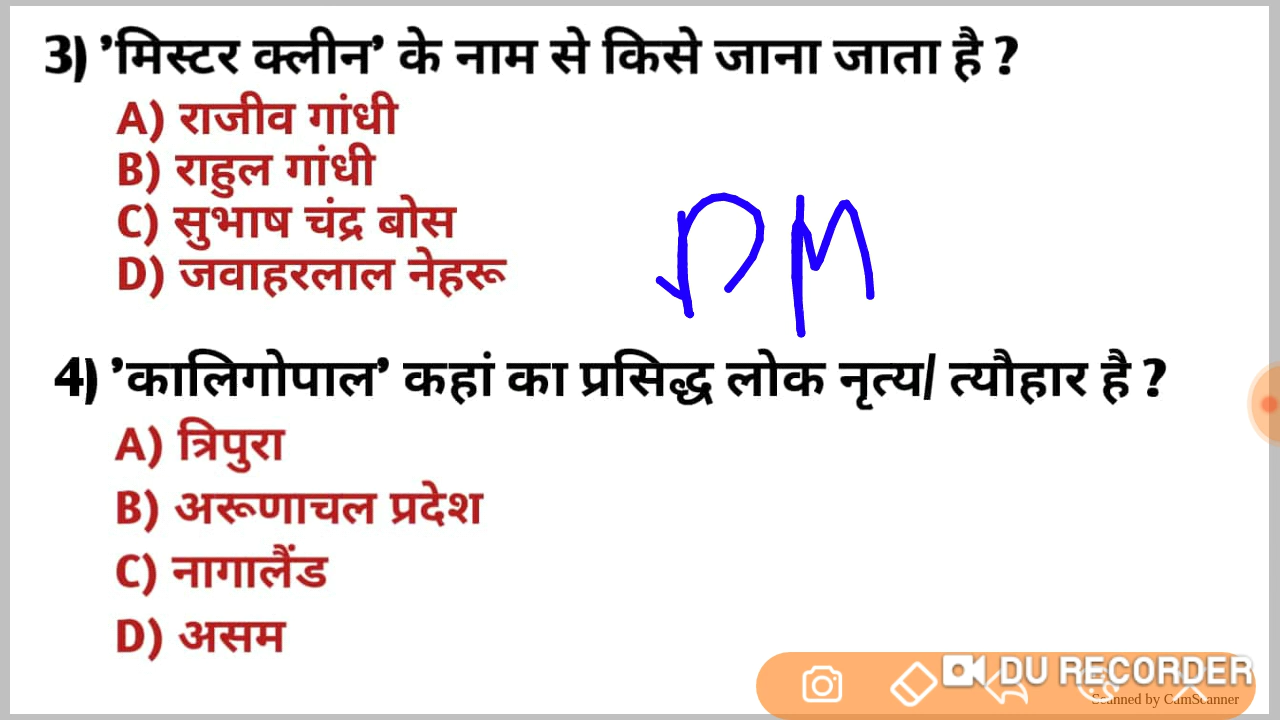 3) ’मिस्टर क्लीन’ के नाम से किसे जाना जाता है ?
A) राजीव गांधी
B) राहुल गांधी
C) सुभाष चंद्र बोस
D) जवाहरलाल नेहरू
PM
4) ’कालिगोपाल’ कहां का प्रसिद्ध लोक नृत्य/ त्यौहार है ?
A) त्रिपुरा
B) अरूणाचल प्रदेश
C) नागालैंड
D) असम
DU RECORDER
Scanned by CamScanner